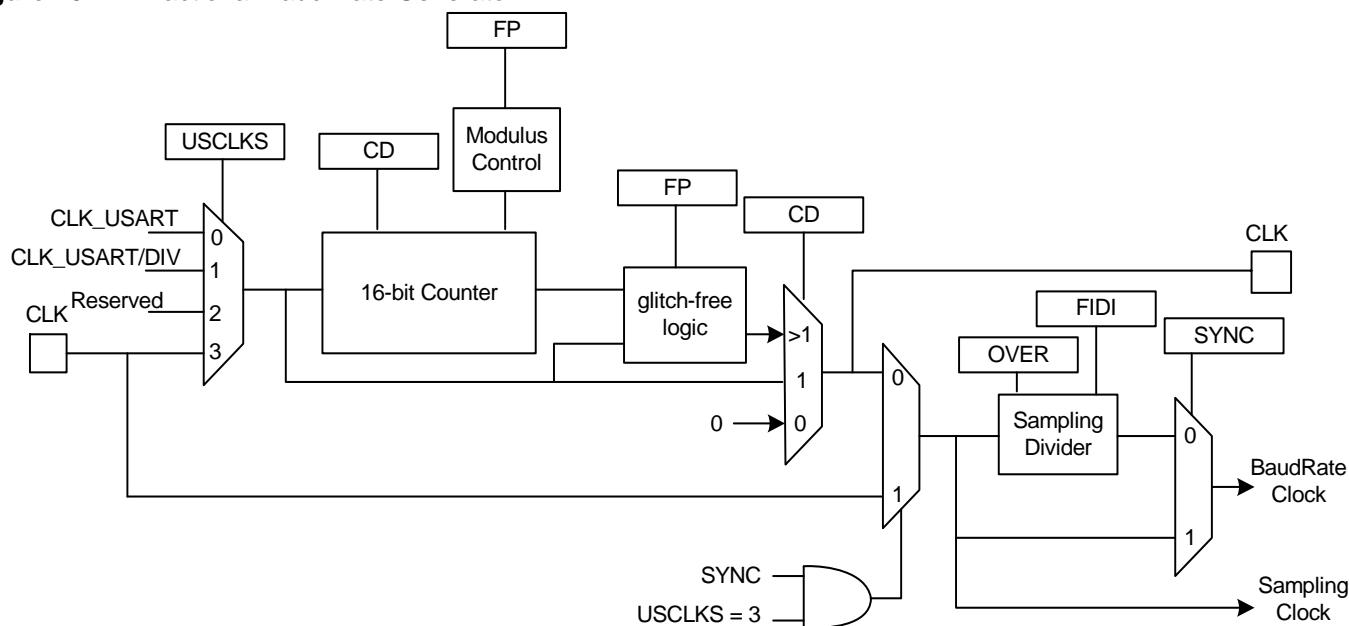 FP
Modulus
Control
USCLKS
CD
FP
CD
CLK_USART
CLK_USART/DIV
Reserved
CLK
0
1
2
3
16-bit Counter
glitch-free
logic
>1
1
0
0
CLK
FIDI
OVER
SYNC
0
1
Sampling
Divider
0
1
BaudRate
Clock
SYNC
USCLKS = 3
Sampling
Clock